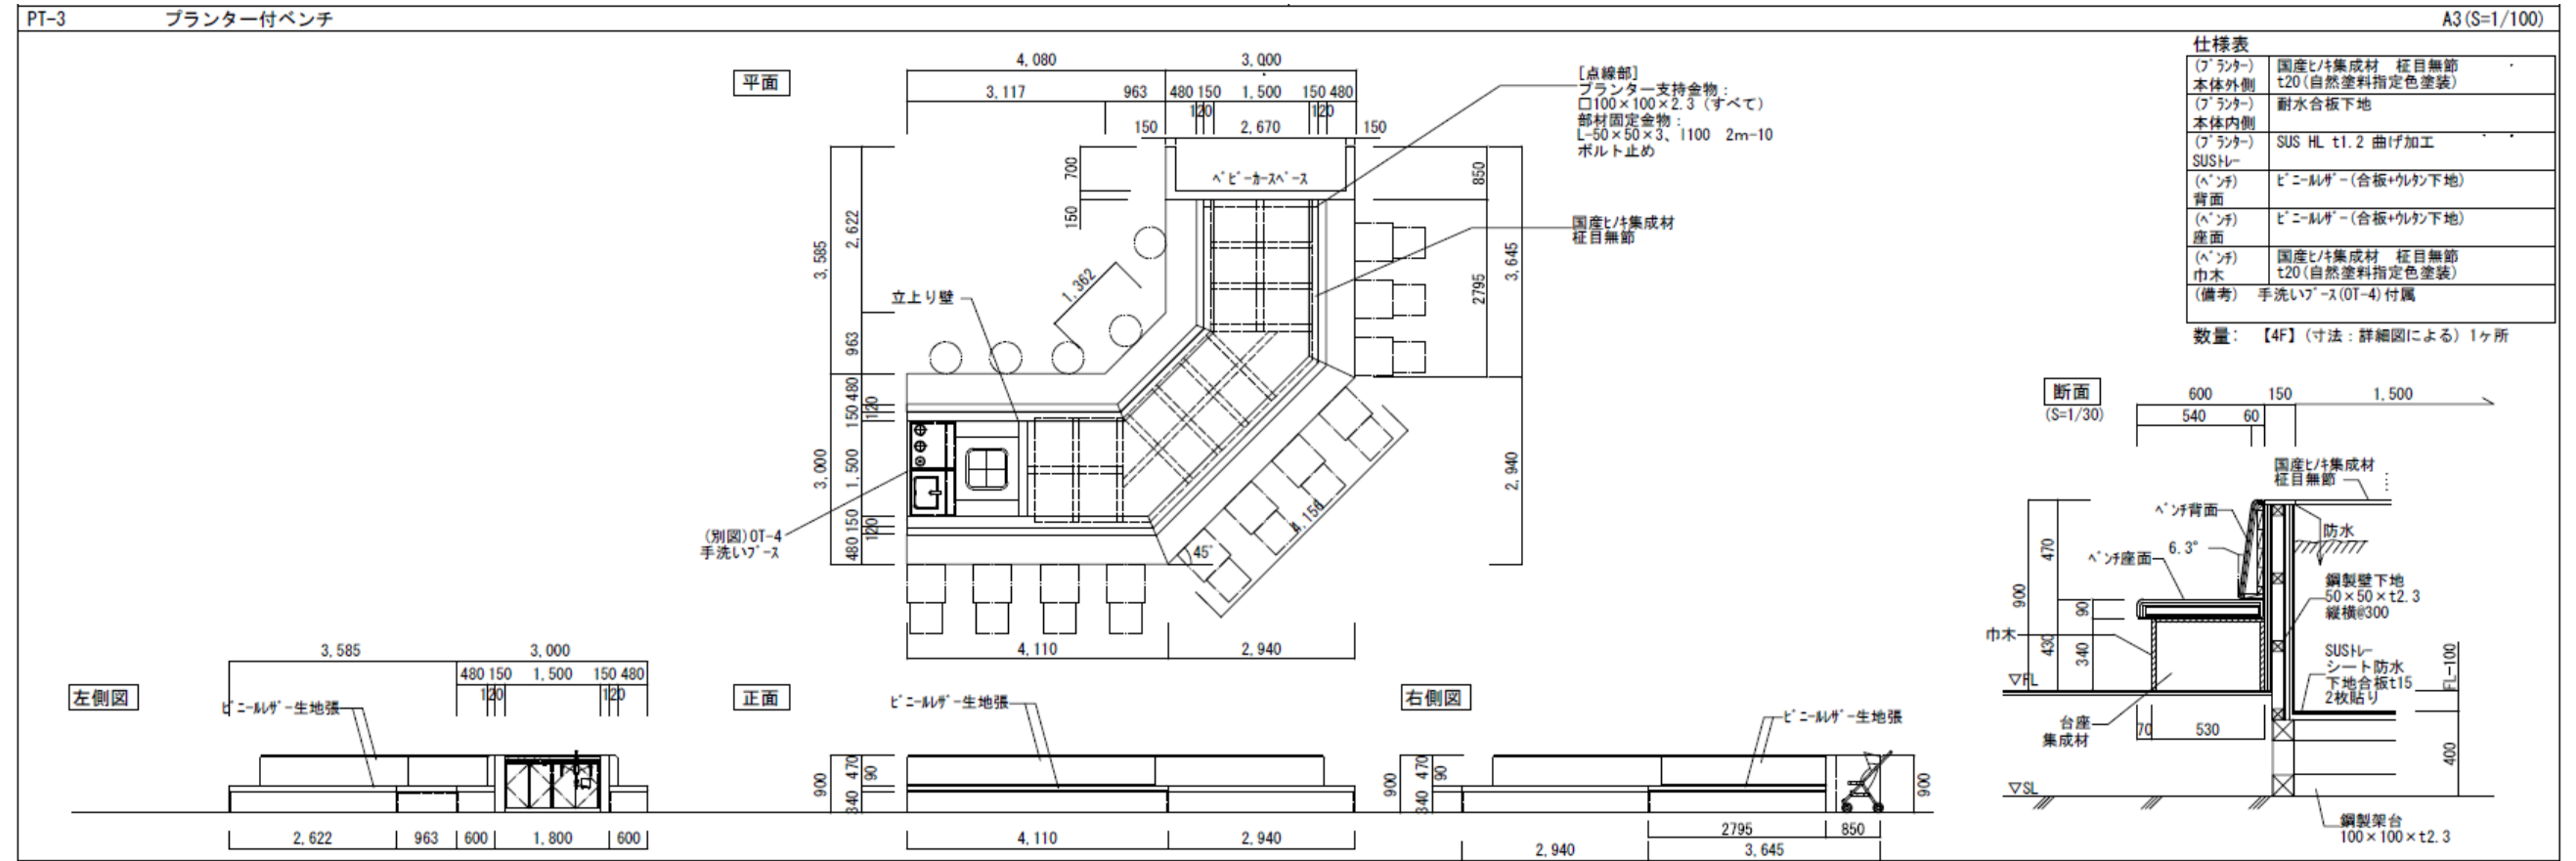 PT-3 プランター付ベンチ A3(S=1/100)
仕様表
(プランター) 本体外側 国産ヒノキ集成材 柾目無節 t20(自然塗料指定色塗装)
(プランター) 本体内側 耐水合板下地
(プランター) SUSトレー SUS HL t1.2 曲げ加工
(ベンチ) 背面 ビニールレザー(合板+ウレタン下地)
(ベンチ) 座面 ビニールレザー(合板+ウレタン下地)
(ベンチ) 巾木 国産ヒノキ集成材 柾目無節 t20(自然塗料指定色塗装)
(備考) 手洗いブース(OT-4)付属
数量: 【4F】(寸法:詳細図による) 1ヶ所
平面
4,080 3,000
3,117 963 480 150 1,500 150 480
120 120
150 2,670 150
[点線部]
プランター支持金物:
口100×100×2.3 (すべて)
部材固定金物:
L-50×50×3、l100 2m-10
ボルト止め
ベビーカースペース
700
150
850
2,622
3,585
963
2795
3,645
国産ヒノキ集成材
柾目無節
1,362
立上り壁
480
150
120
1,500
3,000
150
120
480
2,940
(別図)OT-4
手洗いブース
4,156
45°
4,110 2,940
断面
(S=1/30)
600 150 1,500
540 60
国産ヒノキ集成材
柾目無節
ベンチ背面
防水
6.3°
ベンチ座面
470
900
90
430
340
鋼製壁下地
50×50×t2.3
縦横@300
巾木
SUSトレー
シート防水
下地合板t15
2枚貼り
FL-100
▽FL
台座
集成材
70 530
400
▽SL
鋼製架台
100×100×t2.3
左側図
3,585 3,000
480 150 1,500 150 480
120 120
ビニールレザー生地張
2,622 963 600 1,800 600
正面
ビニールレザー生地張
900
470
90
340
4,110 2,940
右側図
ビニールレザー生地張
900
470
90
340
900
2795 850
2,940 3,645